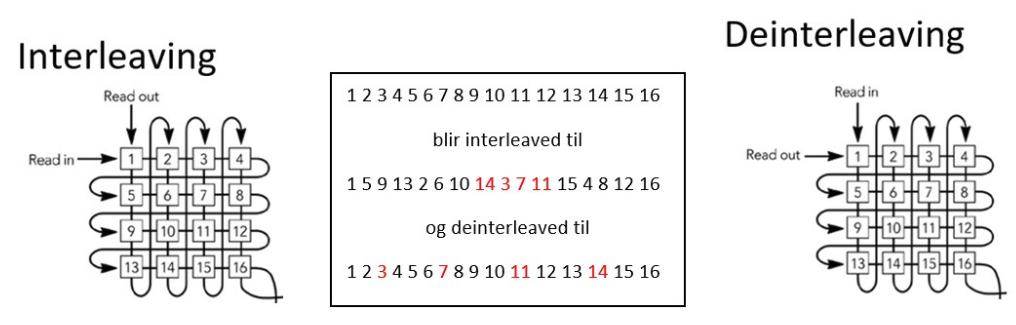 Interleaving
Read out
Read in
1 2 3 4
5 6 7 8
9 10 11 12
13 14 15 16
1 2 3 4 5 6 7 8 9 10 11 12 13 14 15 16
blir interleaved til
1 5 9 13 2 6 10 14 3 7 11 15 4 8 12 16
og deinterleaved til
1 2 3 4 5 6 7 8 9 10 11 12 13 14 15 16
Deinterleaving
Read in
Read out
1 2 3 4
5 6 7 8
9 10 11 12
13 14 15 16